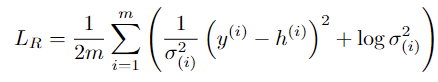 $$L_R = \frac{1}{2m} \sum_{i=1}^{m} \left( \frac{1}{\sigma_{(i)}^2} \left( y^{(i)} - h^{(i)} \right)^2 + \log \sigma_{(i)}^2 \right)$$